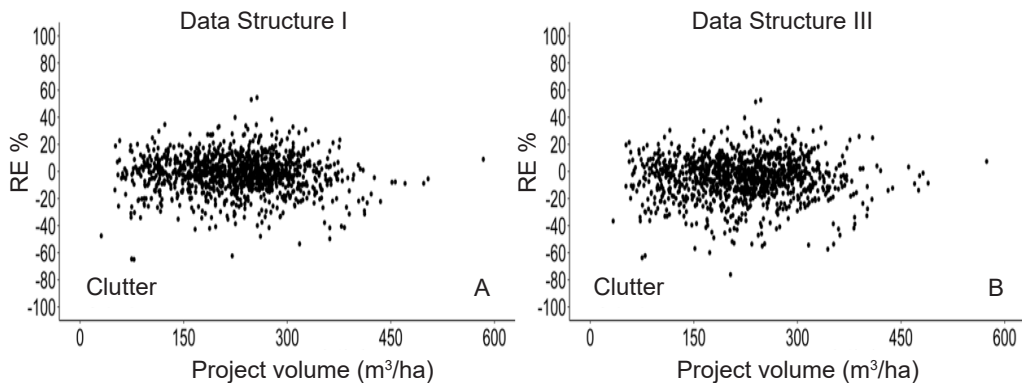 Data Structure I
RE %
100
80
60
40
20
0
-20
-40
-60
-80
-100
Clutter
A
0 150 300 450 600
Project volume (m³/ha)
Data Structure III
RE %
100
80
60
40
20
0
-20
-40
-60
-80
-100
Clutter
B
0 150 300 450 600
Project volume (m³/ha)